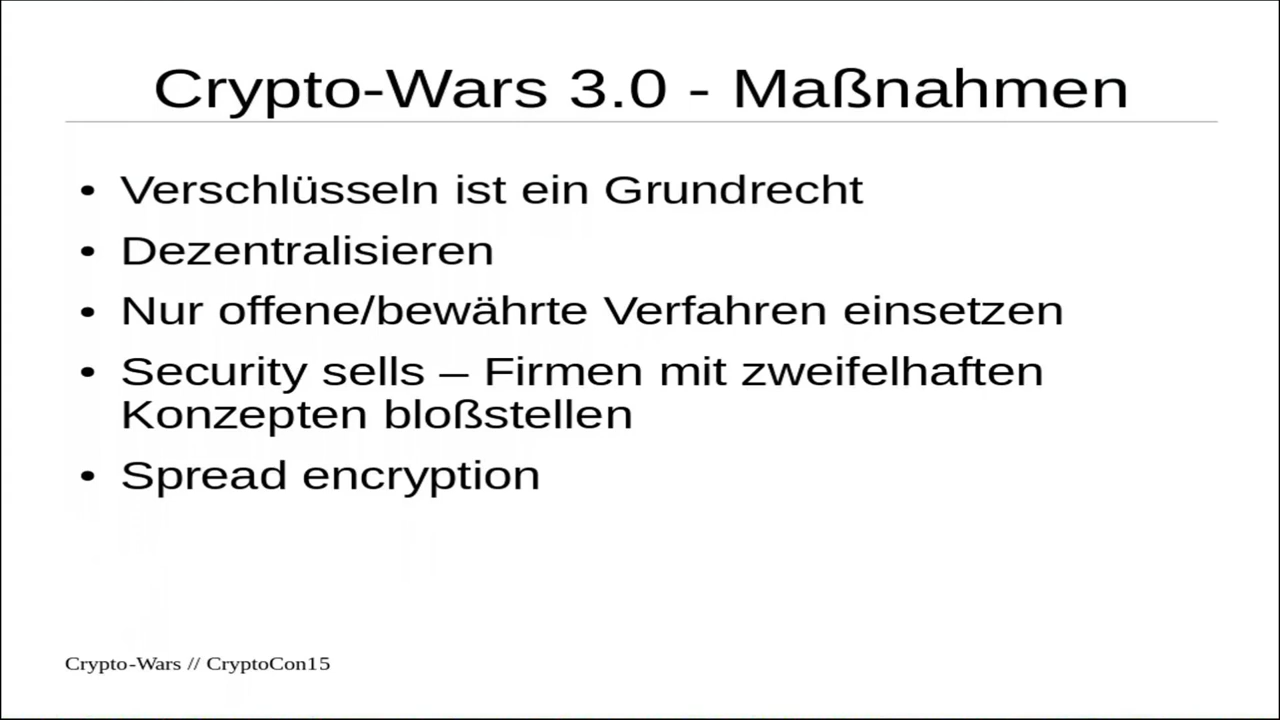 Crypto-Wars 3.0 - Maßnahmen
• Verschlüsseln ist ein Grundrecht
• Dezentralisieren
• Nur offene/bewährte Verfahren einsetzen
• Security sells – Firmen mit zweifelhaften
Konzepten bloßstellen
• Spread encryption
Crypto-Wars // CryptoCon15